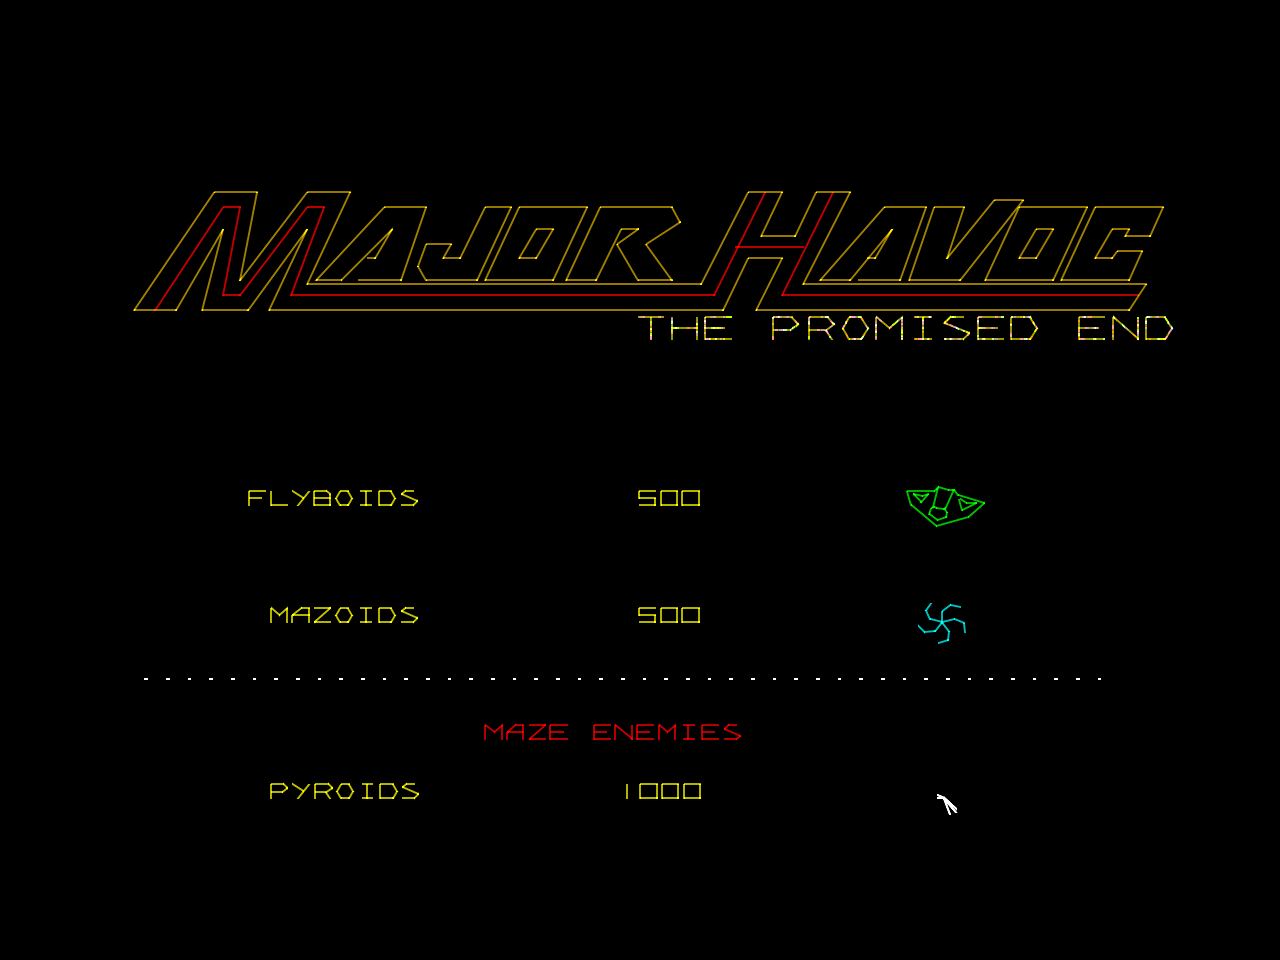 MAJOR HAVOC
THE PROMISED END
FLYBOIDS 500
MAZOIDS 500
MAZE ENEMIES
PYROIDS 1000